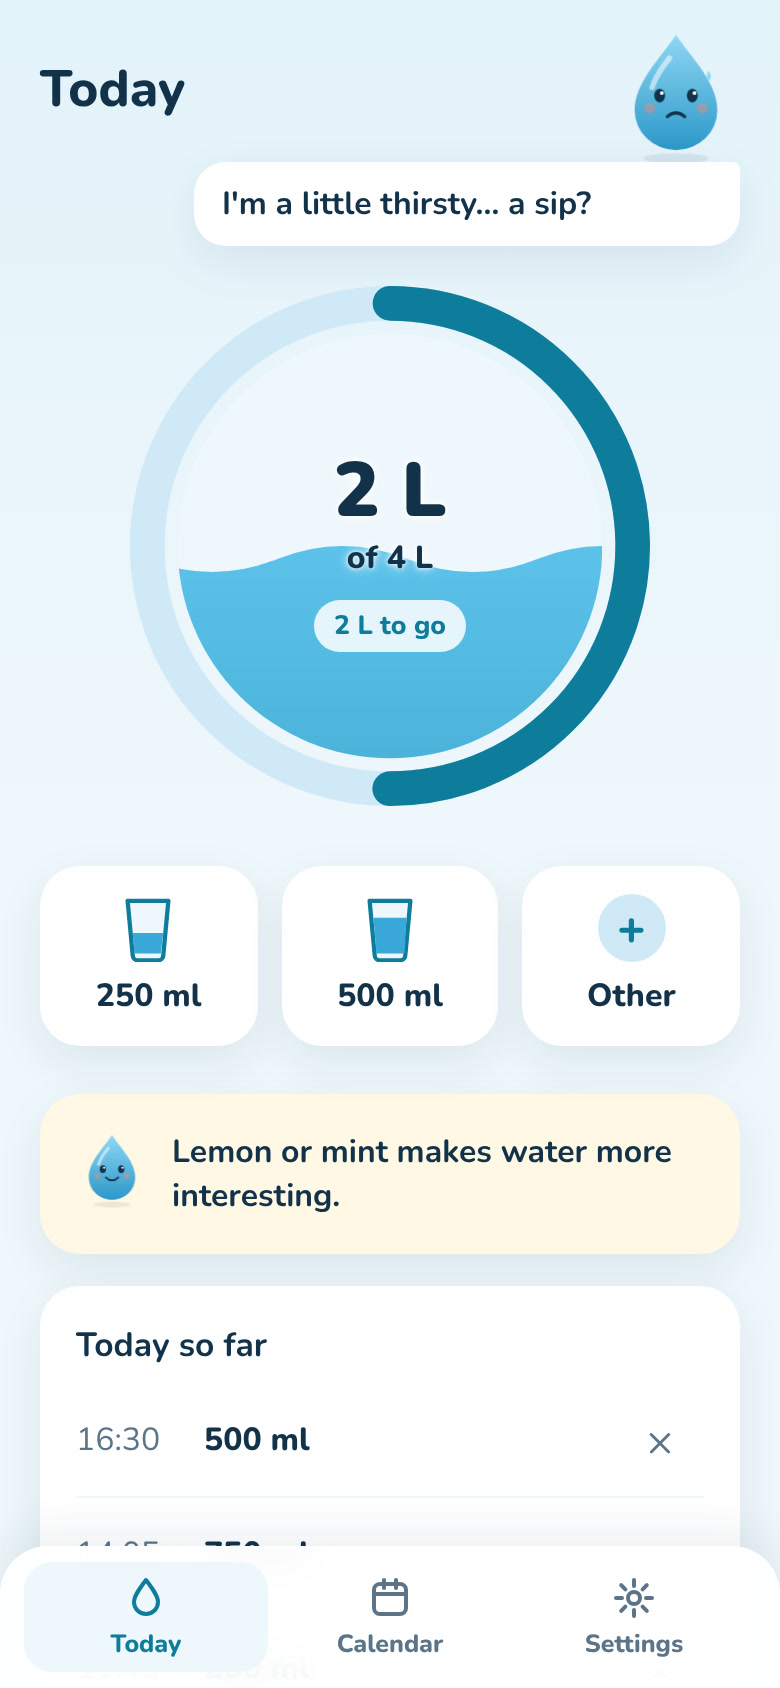 Today
I'm a little thirsty... a sip?
2 L
of 4 L
2 L to go
250 ml
500 ml
Other
Lemon or mint makes water more
interesting.
Today so far
16:30 500 ml
Today
Calendar
Settings